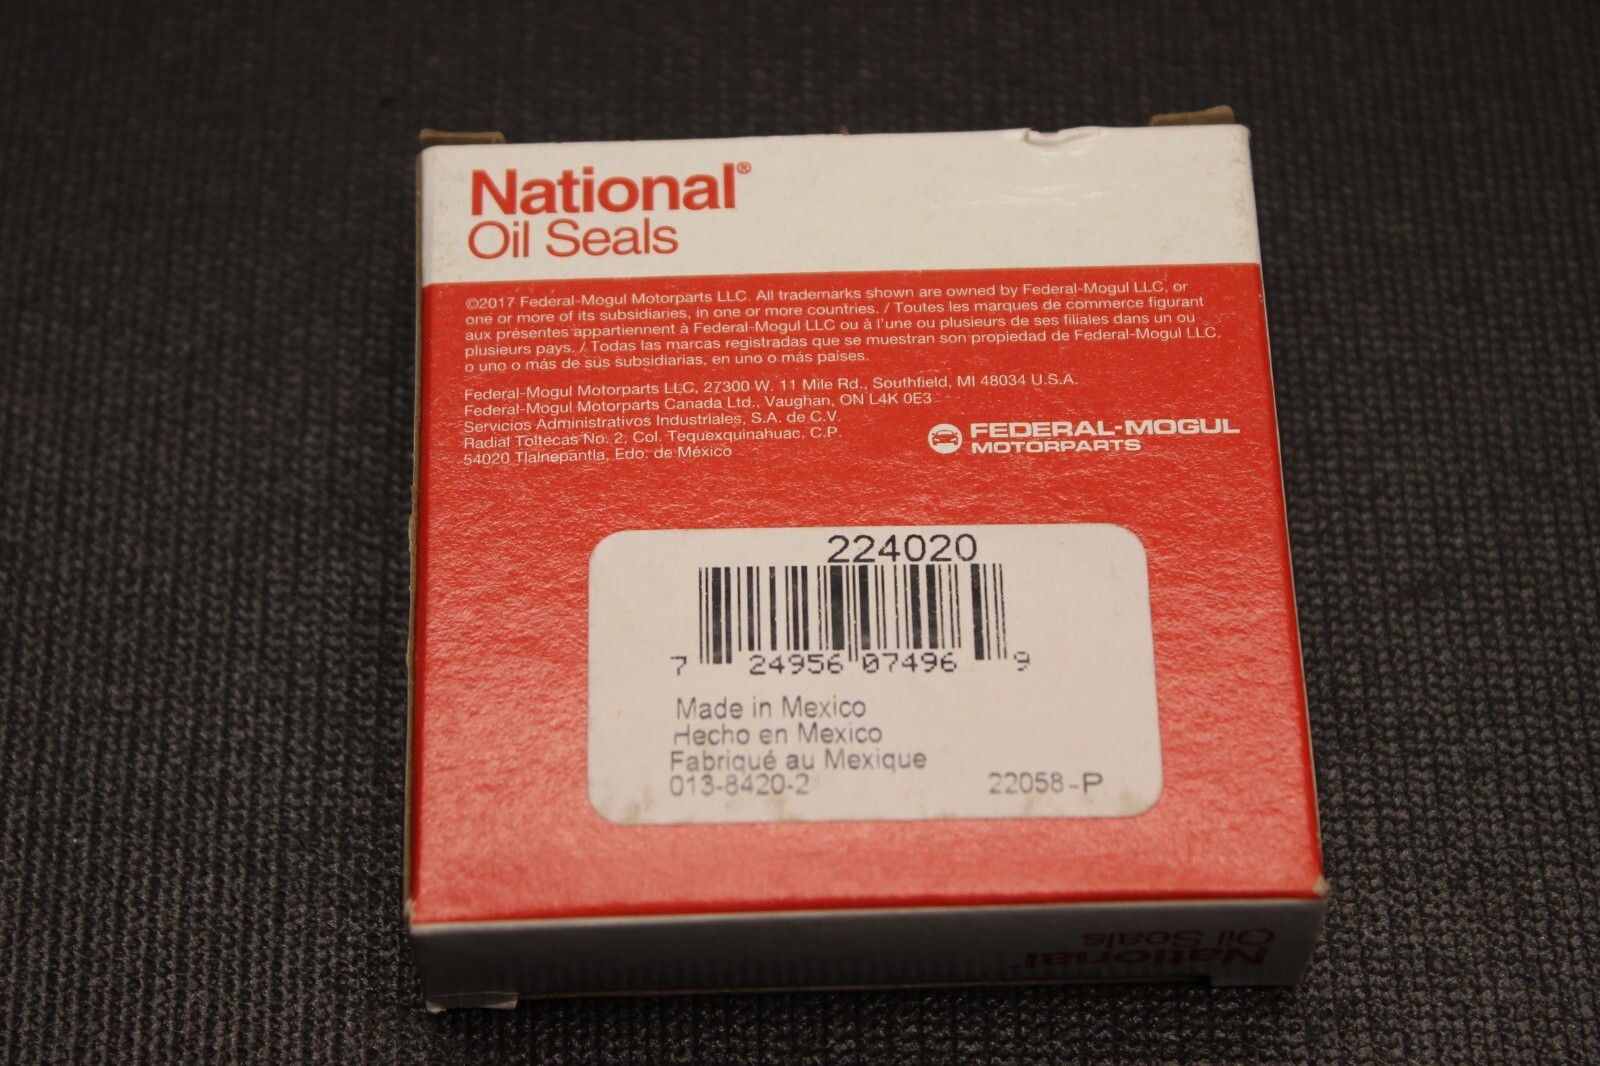 National®
Oil Seals
©2017 Federal-Mogul Motorparts LLC. All trademarks shown are owned by Federal-Mogul LLC, or
one or more of its subsidiaries, in one or more countries. / Toutes les marques de commerce figurant
aux présentes appartiennent à Federal-Mogul LLC ou à l'une ou plusieurs de ses filiales dans un ou
plusieurs pays. / Todas las marcas registradas que se muestran son propiedad de Federal-Mogul LLC,
o uno o más de sus subsidiarias, en uno o más países.
Federal-Mogul Motorparts LLC, 27300 W. 11 Mile Rd., Southfield, MI 48034 U.S.A.
Federal-Mogul Motorparts Canada Ltd., Vaughan, ON L4K 0E3
Servicios Administrativos Industriales, S.A. de C.V.
Radial Toltecas No. 2, Col. Tequexquinahuac, C.P.
54020 Tlalnepantla, Edo. de México
FEDERAL-MOGUL
MOTORPARTS
224020
7 24956 07496 9
Made in Mexico
Hecho en Mexico
Fabriqué au Mexique
013-8420-2 22058-P
National
Oil Seals